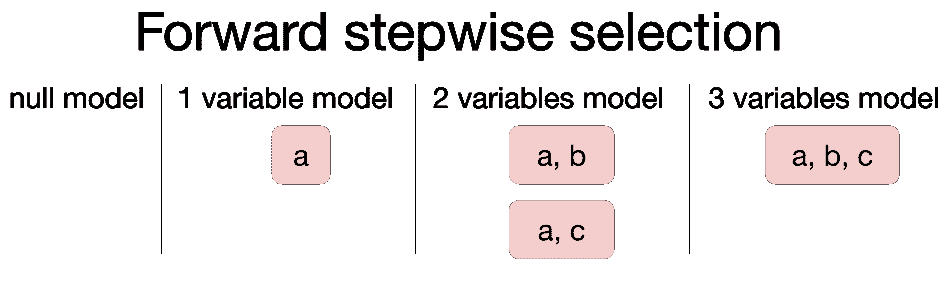 Forward stepwise selection
null model
1 variable model
2 variables model
3 variables model
a
a, b
a, b, c
a, c